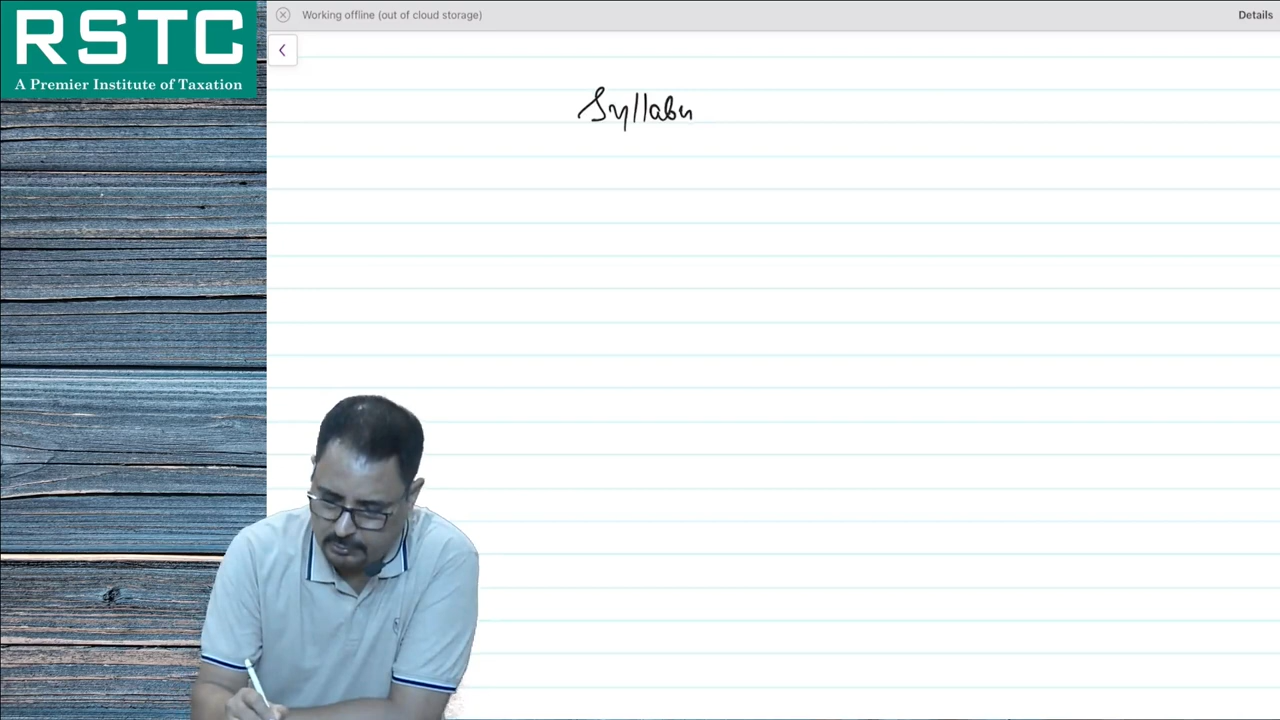 RSTC
A Premier Institute of Taxation
Working offline (out of cloud storage)
Details
Syllabu